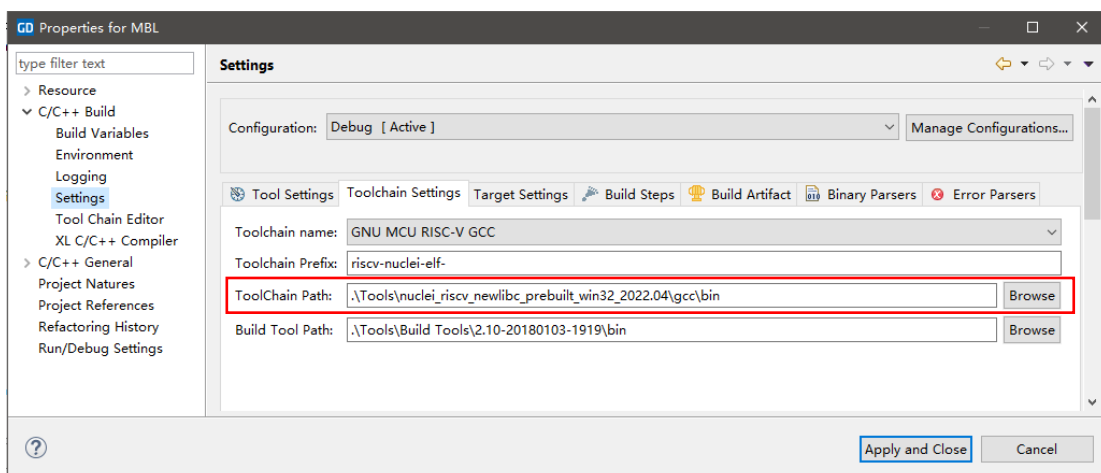 GD Properties for MBL
type filter text
Settings
Resource
C/C++ Build
Build Variables
Environment
Logging
Settings
Tool Chain Editor
XL C/C++ Compiler
C/C++ General
Project Natures
Project References
Refactoring History
Run/Debug Settings
Configuration: Debug [ Active ] Manage Configurations...
Tool Settings Toolchain Settings Target Settings Build Steps Build Artifact Binary Parsers Error Parsers
Toolchain name: GNU MCU RISC-V GCC
Toolchain Prefix: riscv-nuclei-elf-
ToolChain Path: .\Tools\nuclei_riscv_newlibc_prebuilt_win32_2022.04\gcc\bin Browse
Build Tool Path: .\Tools\Build Tools\2.10-20180103-1919\bin Browse
Apply and Close Cancel